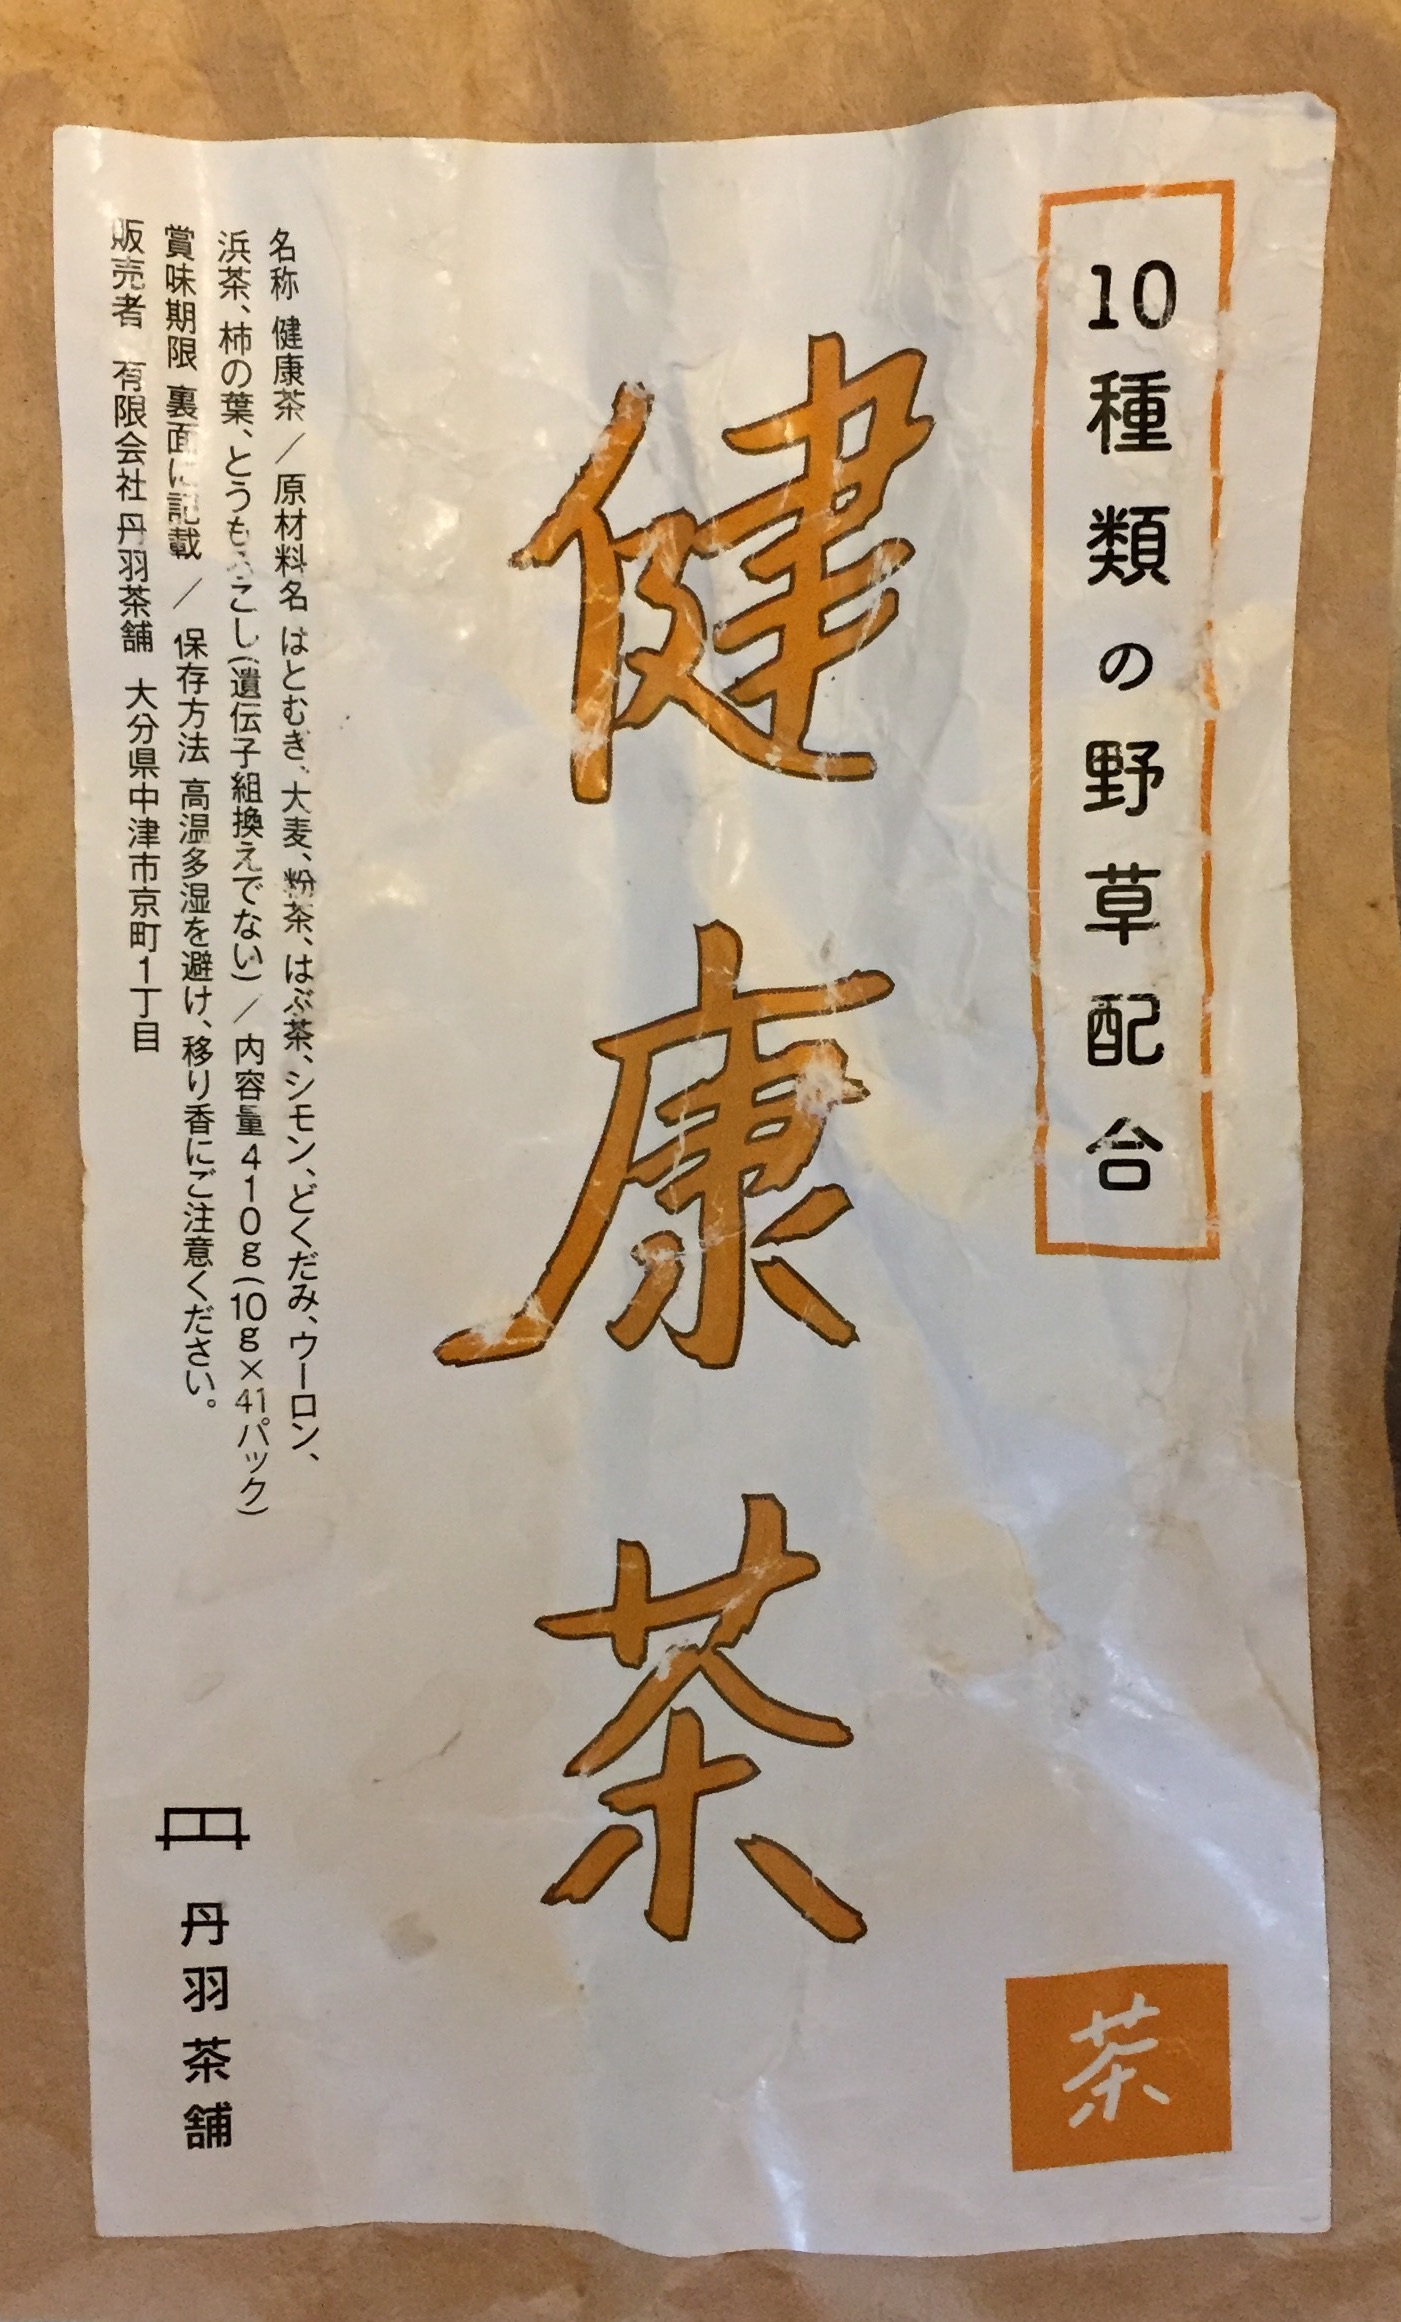 10種類の野草配合
健康茶
名称 健康茶／原材料名 はとむぎ、大麦、粉茶、はぶ茶、シモン、どくだみ、ウーロン、
浜茶、柿の葉、とうもろこし(遺伝子組換えでない)／内容量410g(10g×41パック)
賞味期限 裏面に記載／保存方法 高温多湿を避け、移り香にご注意ください。
販売者 有限会社 丹羽茶舗 大分県中津市京町1丁目
茶
丹羽茶舗